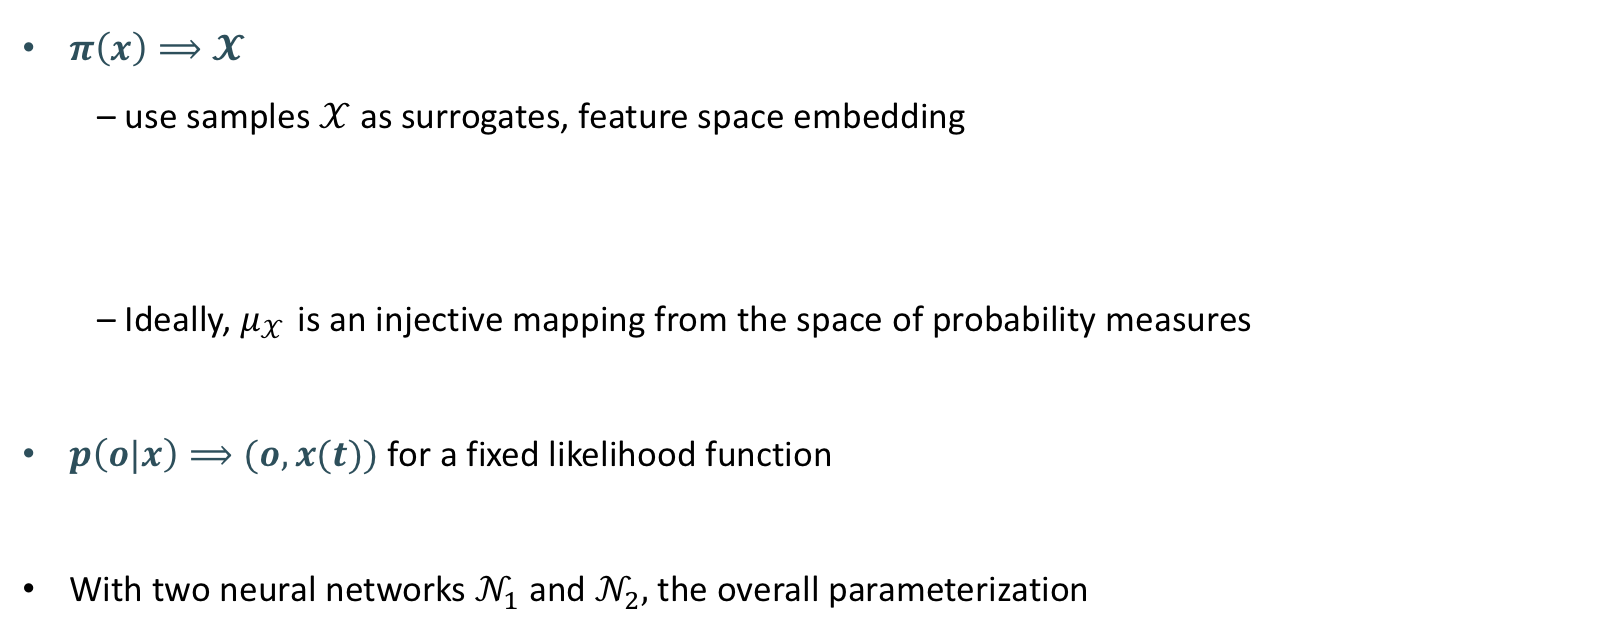 • π(x) ⟹ 𝒳
– use samples 𝒳 as surrogates, feature space embedding
– Ideally, μ_𝒳 is an injective mapping from the space of probability measures
• p(o|x) ⟹ (o, x(t)) for a fixed likelihood function
• With two neural networks 𝒩₁ and 𝒩₂, the overall parameterization